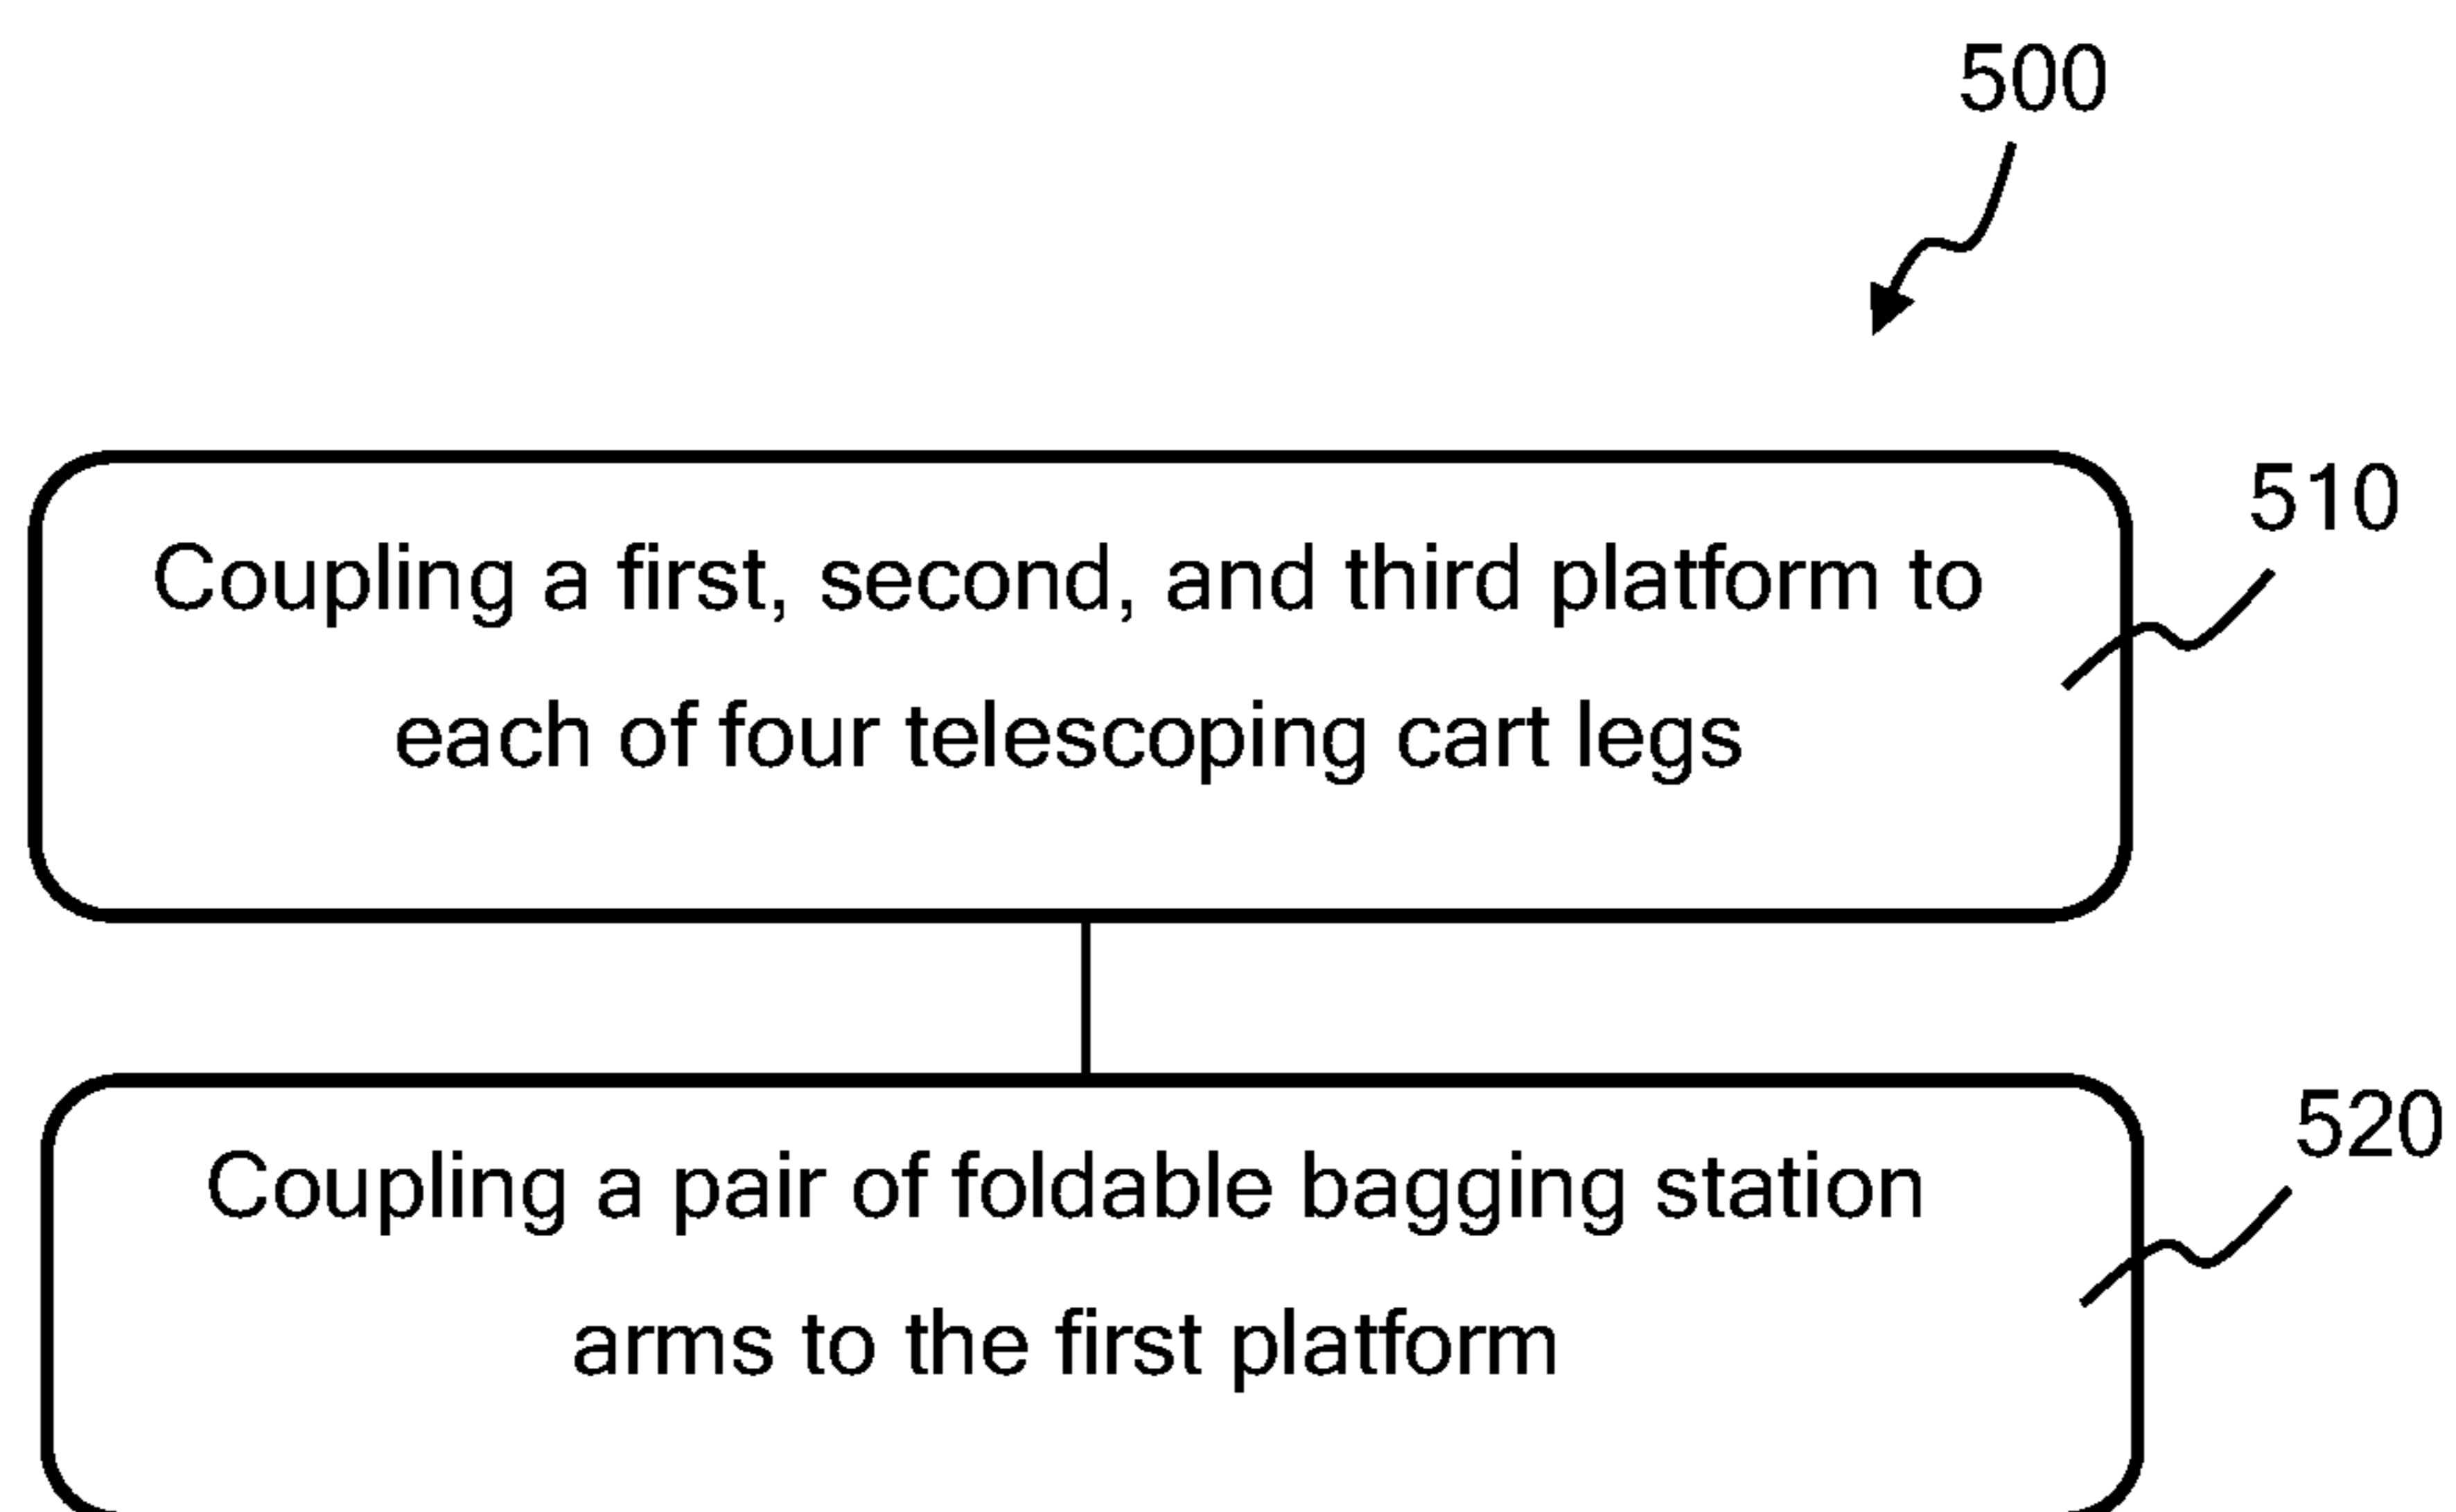 500
510
Coupling a first, second, and third platform to
each of four telescoping cart legs
520
Coupling a pair of foldable bagging station
arms to the first platform